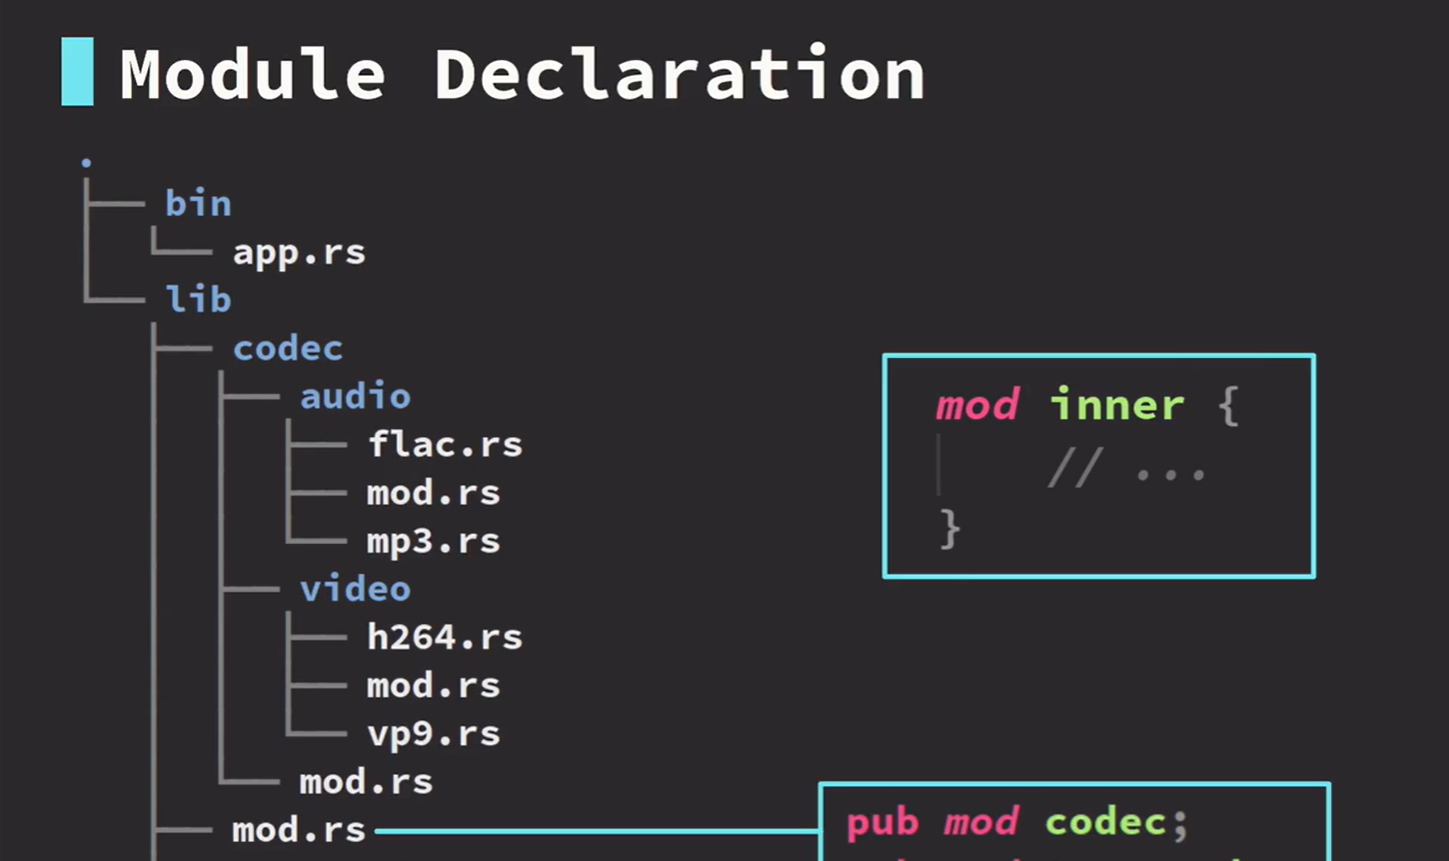 Module Declaration
.
bin
app.rs
lib
codec
audio
flac.rs
mod.rs
mp3.rs
video
h264.rs
mod.rs
vp9.rs
mod.rs
mod.rs
mod inner {
// ...
}
pub mod codec;